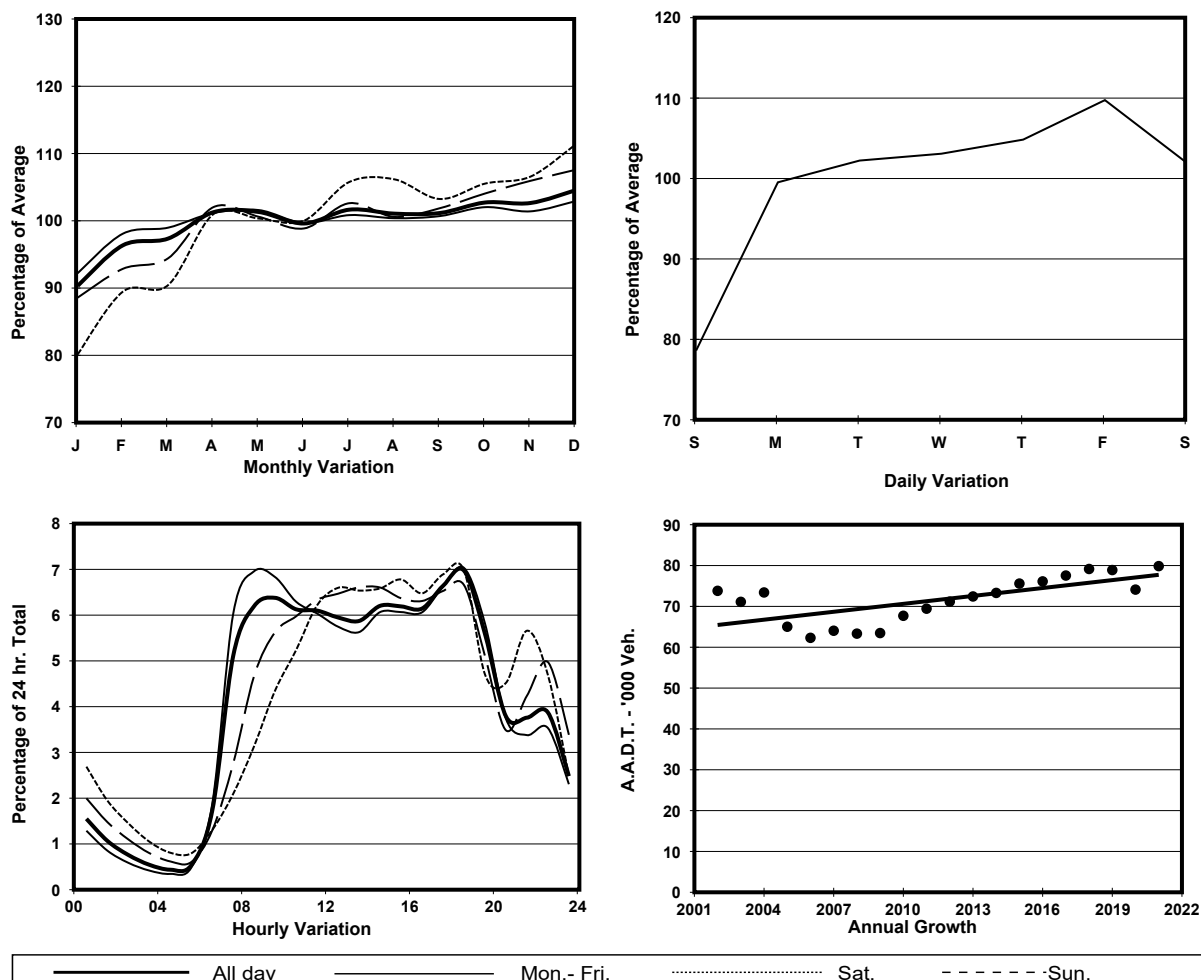 130
120
110
100
90
80
70
Percentage of Average
J F M A M J J A S O N D
Monthly Variation
120
110
100
90
80
70
Percentage of Average
S M T W T F S
Daily Variation
8
7
6
5
4
3
2
1
0
Percentage of 24 hr. Total
00 04 08 12 16 20 24
Hourly Variation
90
80
70
60
50
40
30
20
10
0
A.A.D.T. - '000 Veh.
2001 2004 2007 2010 2013 2016 2019 2022
Annual Growth
All day Mon.- Fri. Sat. Sun.